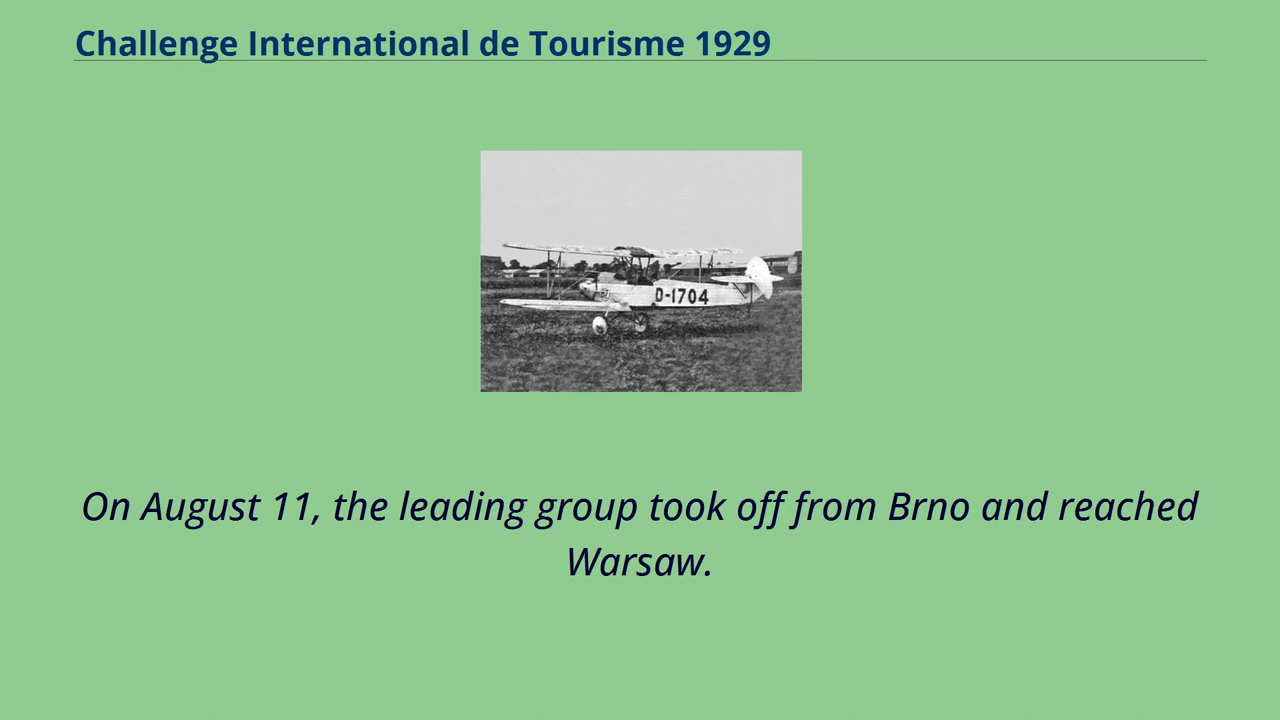 Challenge International de Tourisme 1929
D-1704
On August 11, the leading group took off from Brno and reached
Warsaw.